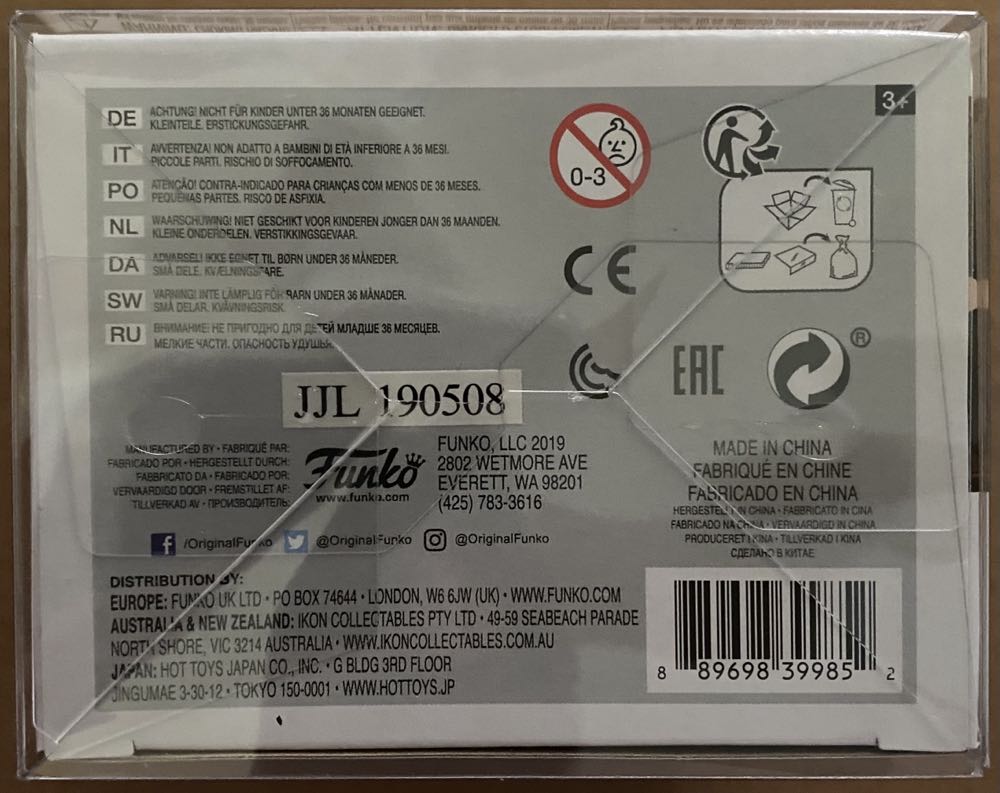 3+
DE ACHTUNG! NICHT FÜR KINDER UNTER 36 MONATEN GEEIGNET.
KLEINTEILE. ERSTICKUNGSGEFAHR.
IT AVVERTENZA! NON ADATTO A BAMBINI DI ETÀ INFERIORE A 36 MESI.
PICCOLE PARTI. RISCHIO DI SOFFOCAMENTO.
PO ATENÇÃO! CONTRA-INDICADO PARA CRIANÇAS COM MENOS DE 36 MESES.
PEQUENAS PARTES. RISCO DE ASFIXIA.
NL WAARSCHUWING! NIET GESCHIKT VOOR KINDEREN JONGER DAN 36 MAANDEN.
KLEINE ONDERDELEN. VERSTIKKINGSGEVAAR.
DA ADVARSEL! IKKE EGNET TIL BØRN UNDER 36 MÅNEDER.
SMÅ DELE. KVÆLNINGSFARE.
SW VARNING! INTE LÄMPLIG FÖR BARN UNDER 36 MÅNADER.
SMÅ DELAR. KVÄVNINGSRISK.
RU ВНИМАНИЕ! НЕ ПРИГОДНО ДЛЯ ДЕТЕЙ МЛАДШЕ 36 МЕСЯЦЕВ.
МЕЛКИЕ ЧАСТИ. ОПАСНОСТЬ УДУШЬЯ.
0-3
CE
EAC
®
JJL 190508
MANUFACTURED BY • FABRIQUÉ PAR:
FABRICADO POR • HERGESTELLT DURCH:
FABBRICATO DA • FABRICADO POR:
VERVAARDIGD DOOR • FREMSTILLET AF:
TILLVERKAD AV • ПРОИЗВОДИТЕЛЬ:
Funko
www.funko.com
FUNKO, LLC 2019
2802 WETMORE AVE
EVERETT, WA 98201
(425) 783-3616
/OriginalFunko @OriginalFunko @OriginalFunko
MADE IN CHINA
FABRIQUÉ EN CHINE
FABRICADO EN CHINA
HERGESTELLT IN CHINA • FABBRICATO IN CINA
FABRICADO NA CHINA • VERVAARDIGD IN CHINA
PRODUCERET I KINA • TILLVERKAD I KINA
СДЕЛАНО В КИТАЕ
DISTRIBUTION BY:
EUROPE: FUNKO UK LTD • PO BOX 74644 • LONDON, W6 6JW (UK) • WWW.FUNKO.COM
AUSTRALIA & NEW ZEALAND: IKON COLLECTABLES PTY LTD • 49-59 SEABEACH PARADE
NORTH SHORE, VIC 3214 AUSTRALIA • WWW.IKONCOLLECTABLES.COM.AU
JAPAN: HOT TOYS JAPAN CO., INC. • G BLDG 3RD FLOOR
JINGUMAE 3-30-12 • TOKYO 150-0001 • WWW.HOTTOYS.JP
8 89698 39985 2